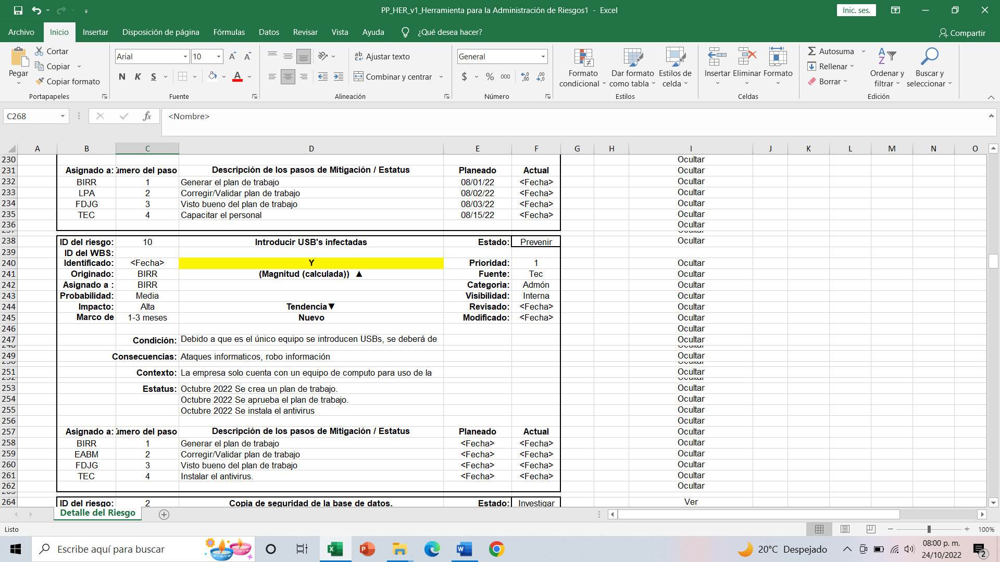 PP_HER_v1_Herramienta para la Administración de Riesgos1 - Excel
Inic. ses.
Archivo Inicio Insertar Disposición de página Fórmulas Datos Revisar Vista Ayuda ¿Qué desea hacer? Compartir
Pegar
Cortar
Copiar
Copiar formato
Portapapeles
Arial 10
N K S
Fuente
Ajustar texto
Combinar y centrar
Alineación
General
$ % 000
Número
Formato condicional
Dar formato como tabla
Estilos de celda
Estilos
Insertar Eliminar Formato
Celdas
Autosuma
Rellenar
Borrar
Ordenar y filtrar
Buscar y seleccionar
Edición
C268 fx <Nombre>
A B C D E F G H I J K L M N O
230 Ocultar
231 Asignado a: úmero del paso Descripción de los pasos de Mitigación / Estatus Planeado Actual Ocultar
232 BIRR 1 Generar el plan de trabajo 08/01/22 <Fecha> Ocultar
233 LPA 2 Corregir/Validar plan de trabajo 08/02/22 <Fecha> Ocultar
234 FDJG 3 Visto bueno del plan de trabajo 08/03/22 <Fecha> Ocultar
235 TEC 4 Capacitar el personal 08/15/22 <Fecha> Ocultar
236 Ocultar
238 ID del riesgo: 10 Introducir USB's infectadas Estado: Prevenir Ocultar
239 ID del WBS:
240 Identificado: <Fecha> Y Prioridad: 1 Ocultar
241 Originado: BIRR (Magnitud (calculada)) ▲ Fuente: Tec Ocultar
242 Asignado a : BIRR Categoria: Admón Ocultar
243 Probabilidad: Media Visibilidad: Interna Ocultar
244 Impacto: Alta Tendencia▼ Revisado: <Fecha> Ocultar
245 Marco de 1-3 meses Nuevo Modificado: <Fecha> Ocultar
246 Ocultar
247 Condición: Debido a que es el único equipo se introducen USBs, se deberá de Ocultar
249 Consecuencias: Ataques informaticos, robo información Ocultar
251 Contexto: La empresa solo cuenta con un equipo de computo para uso de la Ocultar
253 Estatus: Octubre 2022 Se crea un plan de trabajo. Ocultar
254 Octubre 2022 Se aprueba el plan de trabajo. Ocultar
255 Octubre 2022 Se instala el antivirus Ocultar
256 Ocultar
257 Asignado a: úmero del paso Descripción de los pasos de Mitigación / Estatus Planeado Actual Ocultar
258 BIRR 1 Generar el plan de trabajo <Fecha> <Fecha> Ocultar
259 EABM 2 Corregir/Validar plan de trabajo <Fecha> <Fecha> Ocultar
260 FDJG 3 Visto bueno del plan de trabajo <Fecha> <Fecha> Ocultar
261 TEC 4 Instalar el antivirus. <Fecha> <Fecha> Ocultar
262 Ocultar
264 ID del riesgo: 2 Copia de seguridad de la base de datos. Estado: Investigar Ver
Detalle del Riesgo
Listo 100%
Escribe aquí para buscar
20°C Despejado
08:00 p. m.
24/10/2022
2